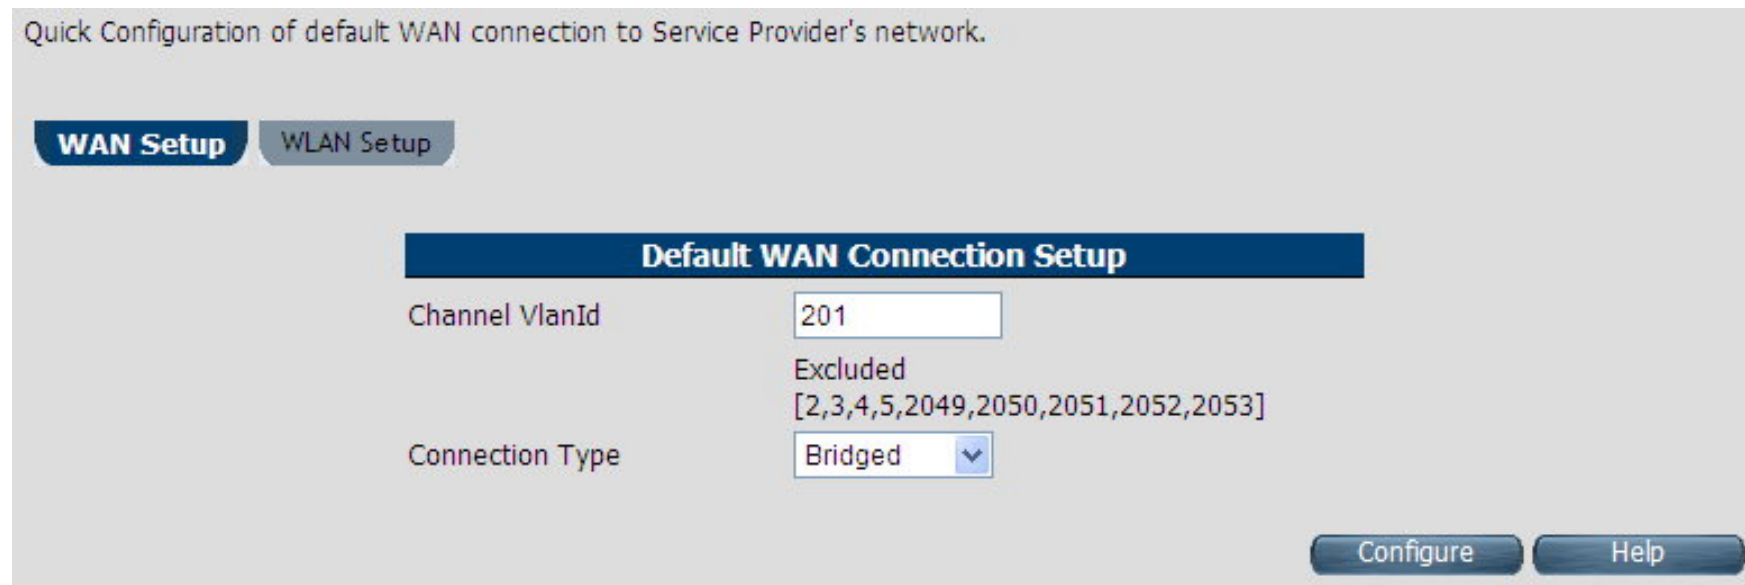 Quick Configuration of default WAN connection to Service Provider's network.
WAN Setup WLAN Setup
Default WAN Connection Setup
Channel VlanId 201
Excluded
[2,3,4,5,2049,2050,2051,2052,2053]
Connection Type Bridged
Configure Help